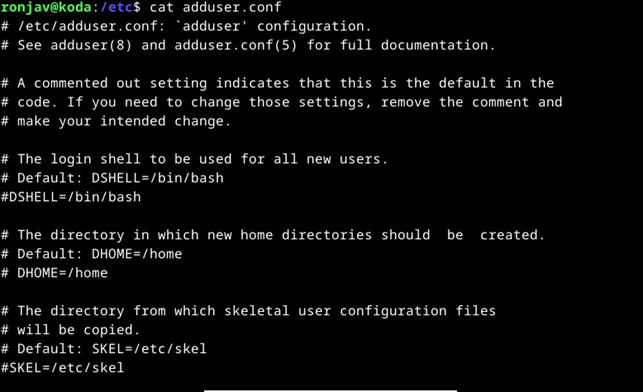 ronjav@koda:/etc$ cat adduser.conf
# /etc/adduser.conf: `adduser' configuration.
# See adduser(8) and adduser.conf(5) for full documentation.

# A commented out setting indicates that this is the default in the
# code. If you need to change those settings, remove the comment and
# make your intended change.

# The login shell to be used for all new users.
# Default: DSHELL=/bin/bash
#DSHELL=/bin/bash

# The directory in which new home directories should  be  created.
# Default: DHOME=/home
# DHOME=/home

# The directory from which skeletal user configuration files
# will be copied.
# Default: SKEL=/etc/skel
#SKEL=/etc/skel